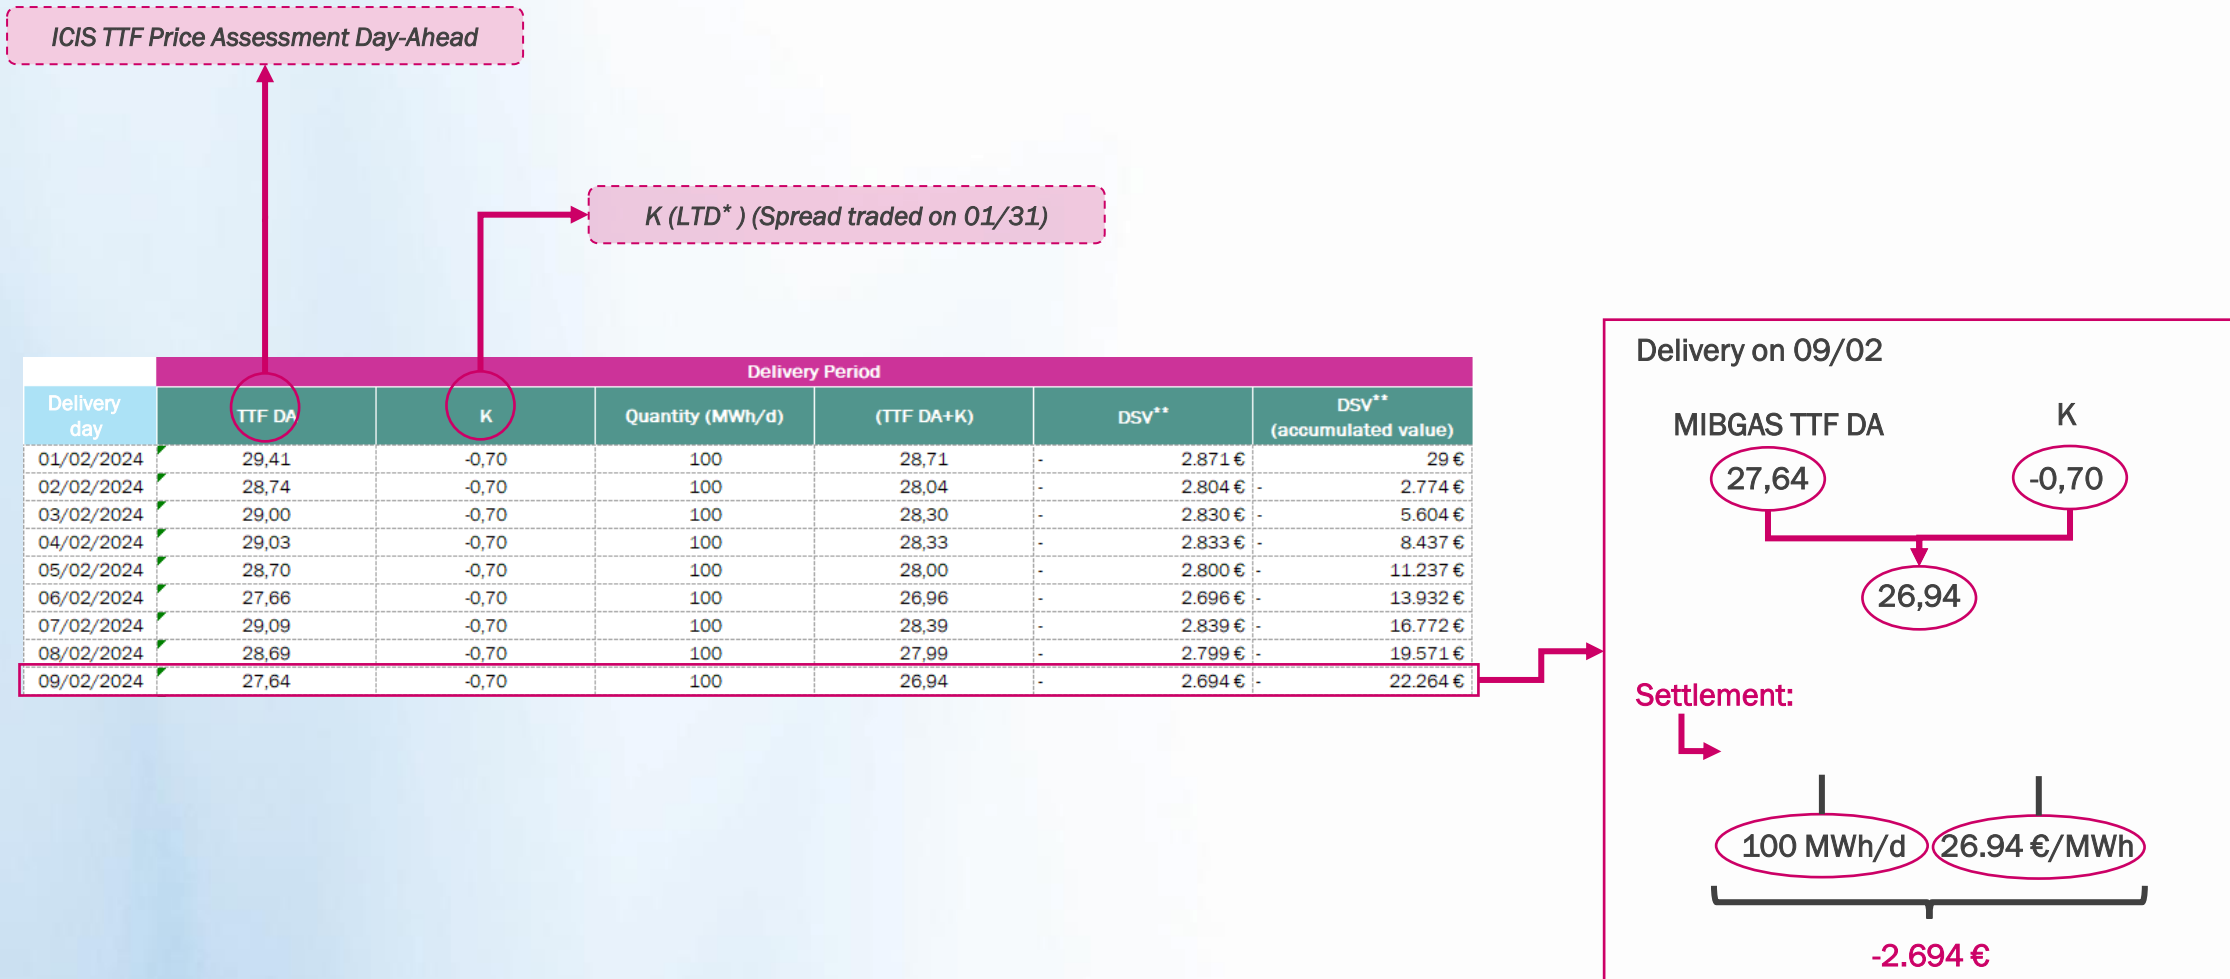 ICIS TTF Price Assessment Day-Ahead
K (LTD* ) (Spread traded on 01/31)
Delivery Period
Delivery day TTF DA K Quantity (MWh/d) (TTF DA+K) DSV** DSV** (accumulated value)
01/02/2024 29,41 -0,70 100 28,71 - 2.871 € 29 €
02/02/2024 28,74 -0,70 100 28,04 - 2.804 € - 2.774 €
03/02/2024 29,00 -0,70 100 28,30 - 2.830 € - 5.604 €
04/02/2024 29,03 -0,70 100 28,33 - 2.833 € - 8.437 €
05/02/2024 28,70 -0,70 100 28,00 - 2.800 € - 11.237 €
06/02/2024 27,66 -0,70 100 26,96 - 2.696 € - 13.932 €
07/02/2024 29,09 -0,70 100 28,39 - 2.839 € - 16.772 €
08/02/2024 28,69 -0,70 100 27,99 - 2.799 € - 19.571 €
09/02/2024 27,64 -0,70 100 26,94 - 2.694 € - 22.264 €
Delivery on 09/02
MIBGAS TTF DA K
27,64 -0,70
26,94
Settlement:
100 MWh/d 26.94 €/MWh
-2.694 €